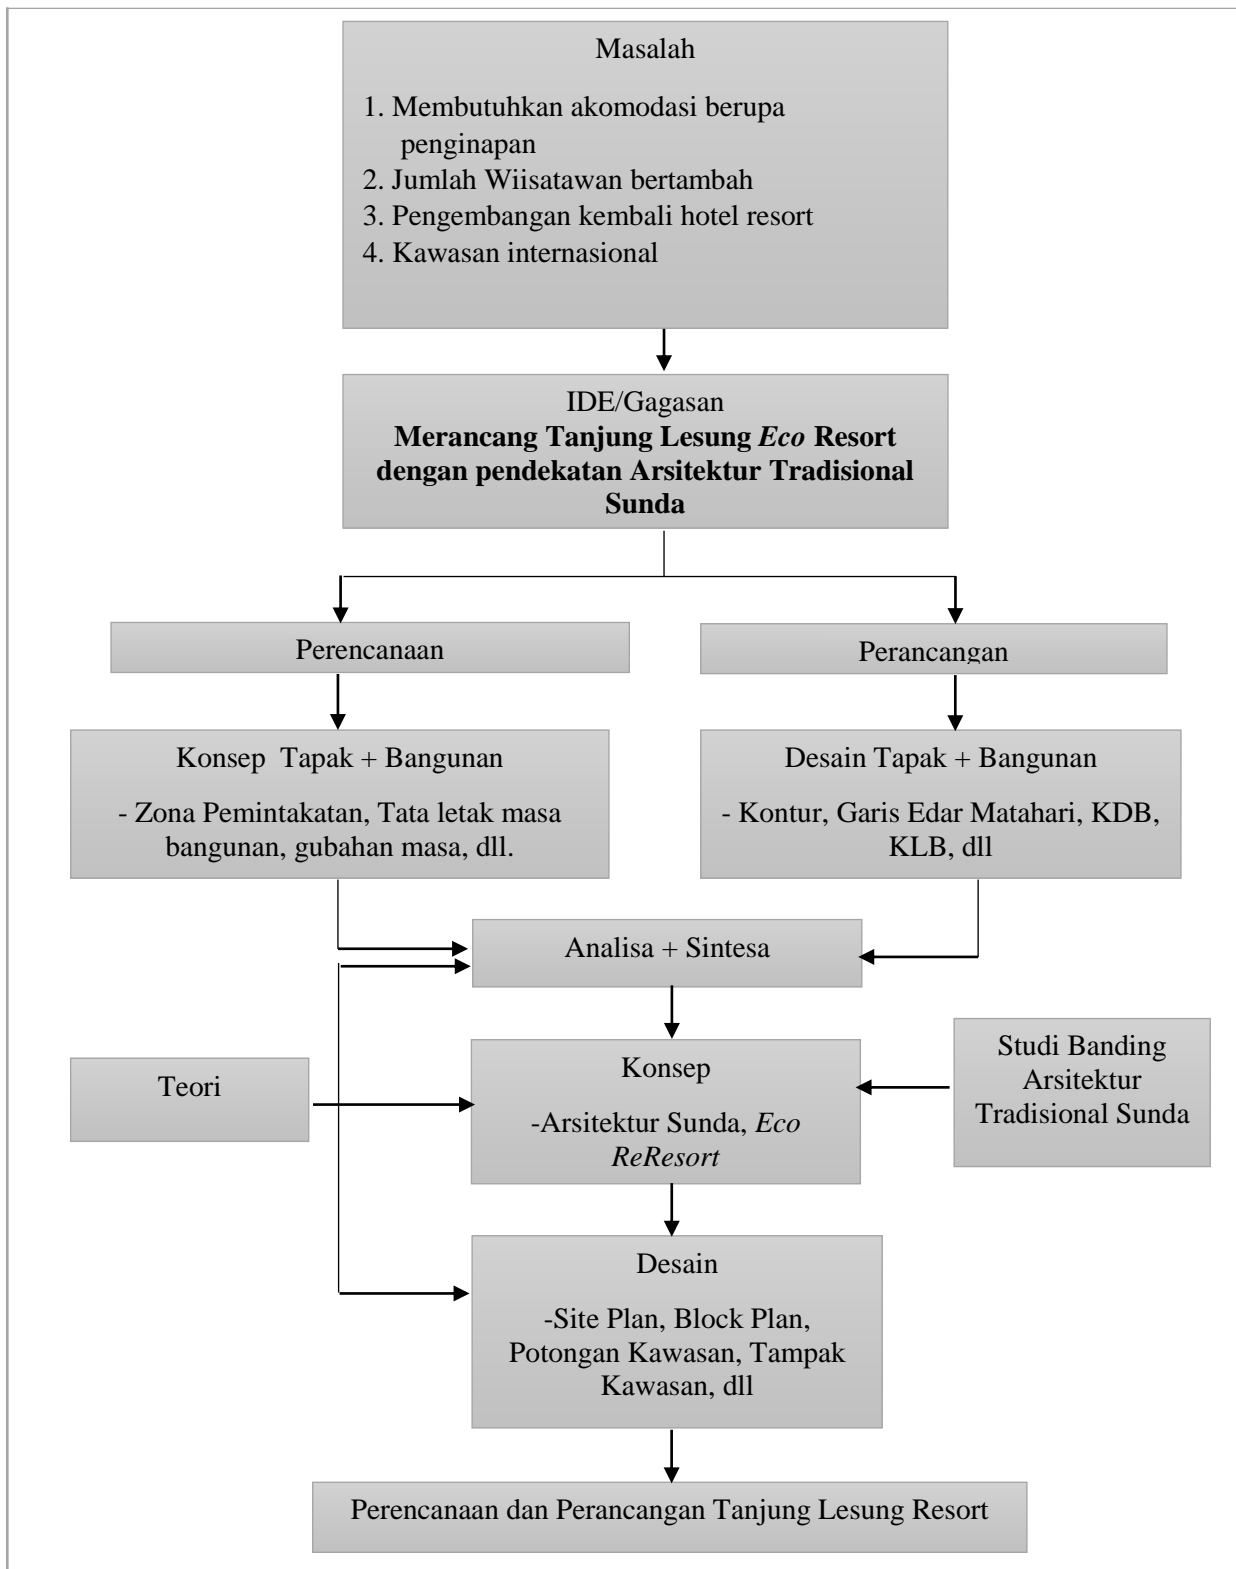 Masalah
1. Membutuhkan akomodasi berupa
penginapan
2. Jumlah Wiisatawan bertambah
3. Pengembangan kembali hotel resort
4. Kawasan internasional
IDE/Gagasan
Merancang Tanjung Lesung Eco Resort
dengan pendekatan Arsitektur Tradisional
Sunda
Perencanaan
Perancangan
Konsep Tapak + Bangunan
- Zona Pemintakatan, Tata letak masa
bangunan, gubahan masa, dll.
Desain Tapak + Bangunan
- Kontur, Garis Edar Matahari, KDB,
KLB, dll
Analisa + Sintesa
Teori
Konsep
-Arsitektur Sunda, Eco
ReResort
Studi Banding
Arsitektur
Tradisional Sunda
Desain
-Site Plan, Block Plan,
Potongan Kawasan, Tampak
Kawasan, dll
Perencanaan dan Perancangan Tanjung Lesung Resort